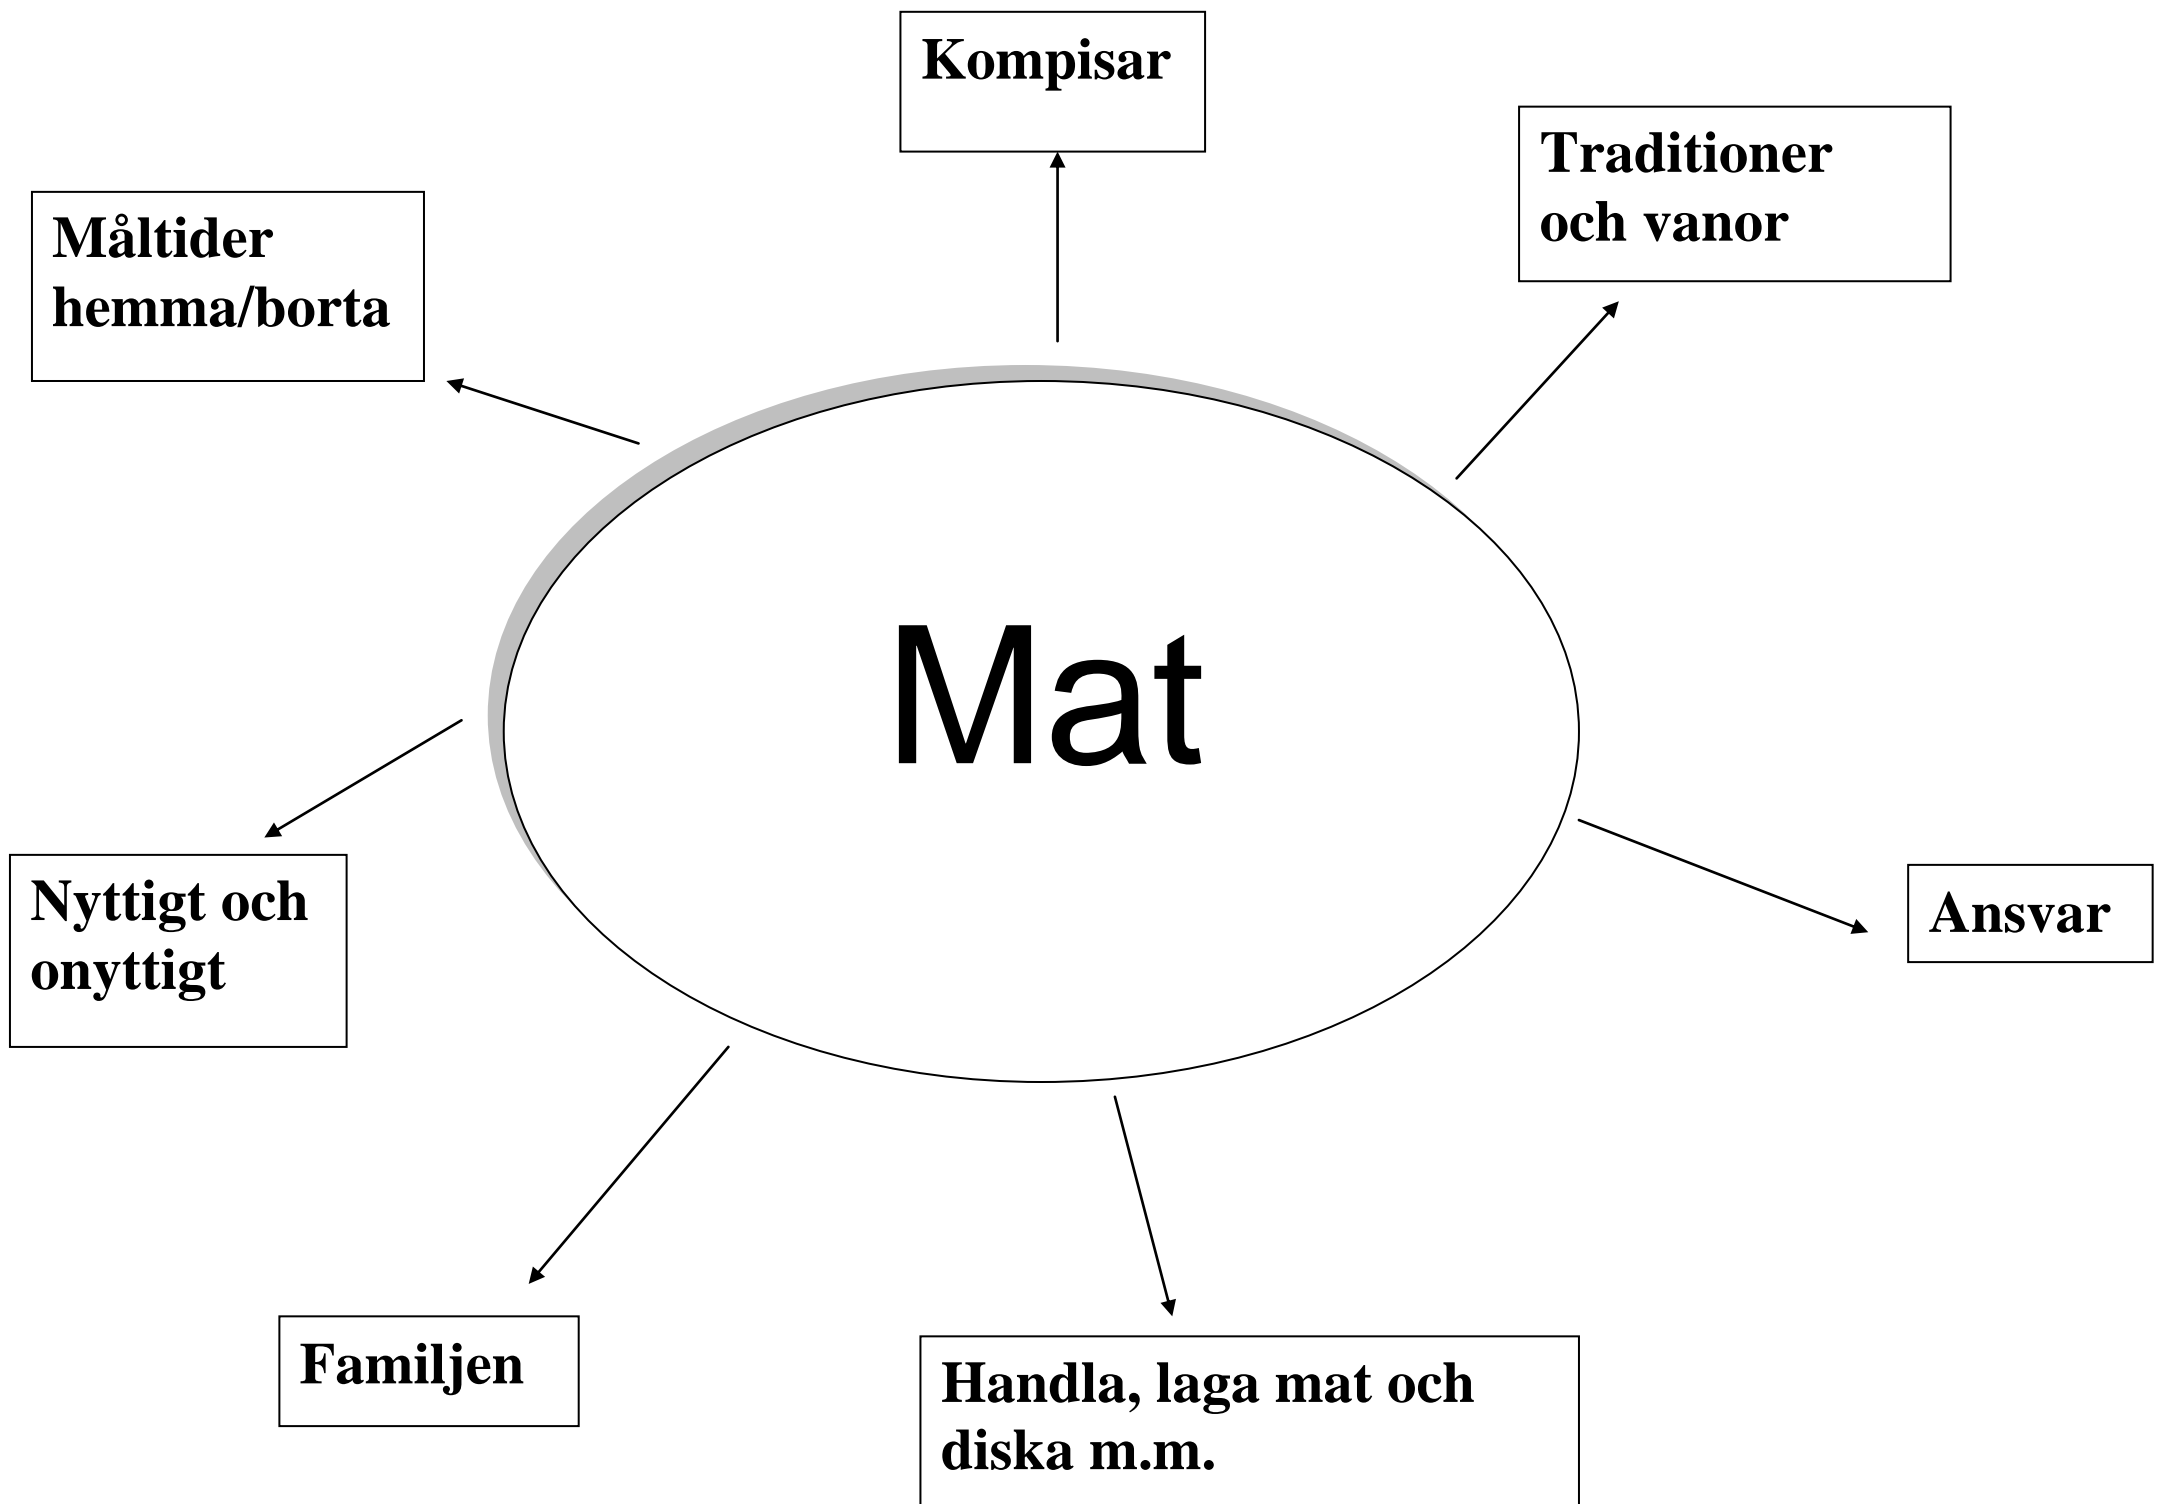 Kompisar
Traditioner
och vanor
Måltider
hemma/borta
Mat
Nyttigt och
onyttigt
Ansvar
Familjen
Handla, laga mat och
diska m.m.